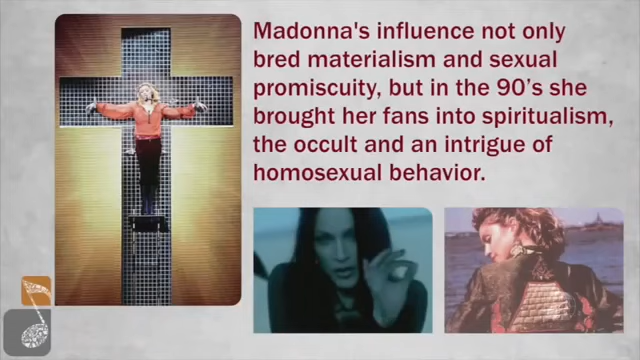 Madonna's influence not only
bred materialism and sexual
promiscuity, but in the 90's she
brought her fans into spiritualism,
the occult and an intrigue of
homosexual behavior.